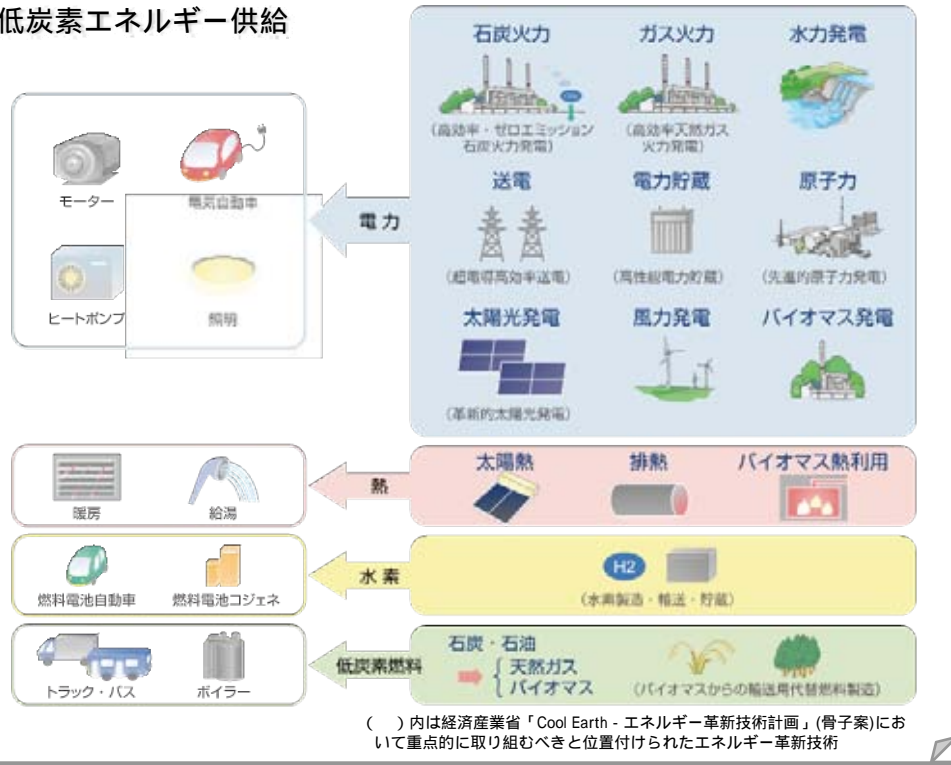 低炭素エネルギー供給
石炭火力
ガス火力
水力発電
(高効率・ゼロエミッション
石炭火力発電)
(高効率天然ガス
火力発電)
送電
電力貯蔵
原子力
(超電導高効率送電)
(高性能電力貯蔵)
(先進的原子力発電)
太陽光発電
風力発電
バイオマス発電
(革新的太陽光発電)
モーター
電気自動車
ヒートポンプ
照明
電力
太陽熱
排熱
バイオマス熱利用
熱
暖房
給湯
H2
(水素製造・輸送・貯蔵)
水素
燃料電池自動車
燃料電池コジェネ
石炭・石油
天然ガス
バイオマス
(バイオマスからの輸送用代替燃料製造)
低炭素燃料
トラック・バス
ボイラー
(　)内は経済産業省「Cool Earth - エネルギー革新技術計画」(骨子案)にお
いて重点的に取り組むべきと位置付けられたエネルギー革新技術